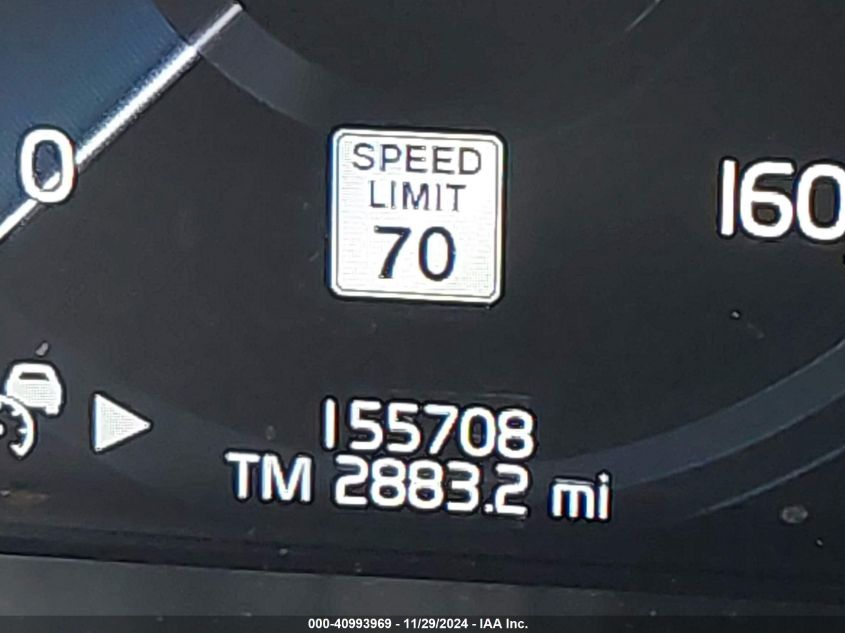 0
SPEED
LIMIT
70
160
155708
TM 2883.2 mi
000-40993969 - 11/29/2024 - IAA Inc.